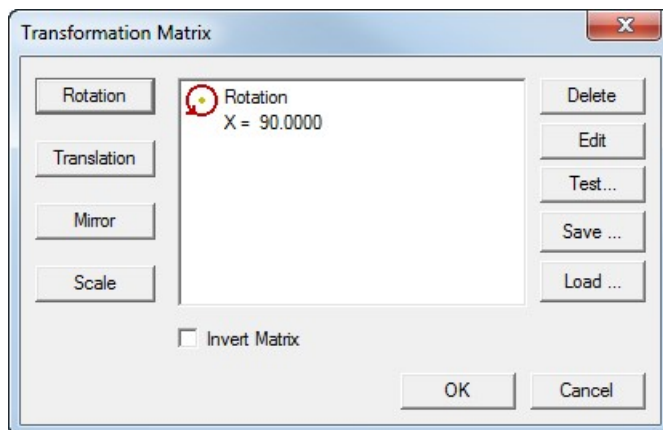 Transformation Matrix
Rotation
Translation
Mirror
Scale
Rotation
X = 90.0000
Delete
Edit
Test...
Save ...
Load ...
Invert Matrix
OK
Cancel